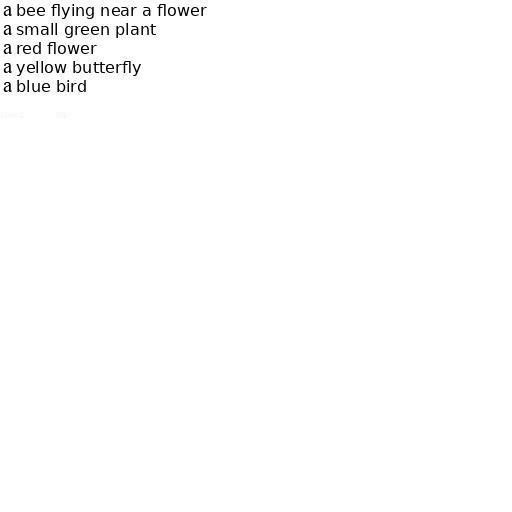 a bee flying near a flower
a small green plant
a red flower
a yellow butterfly
a blue bird